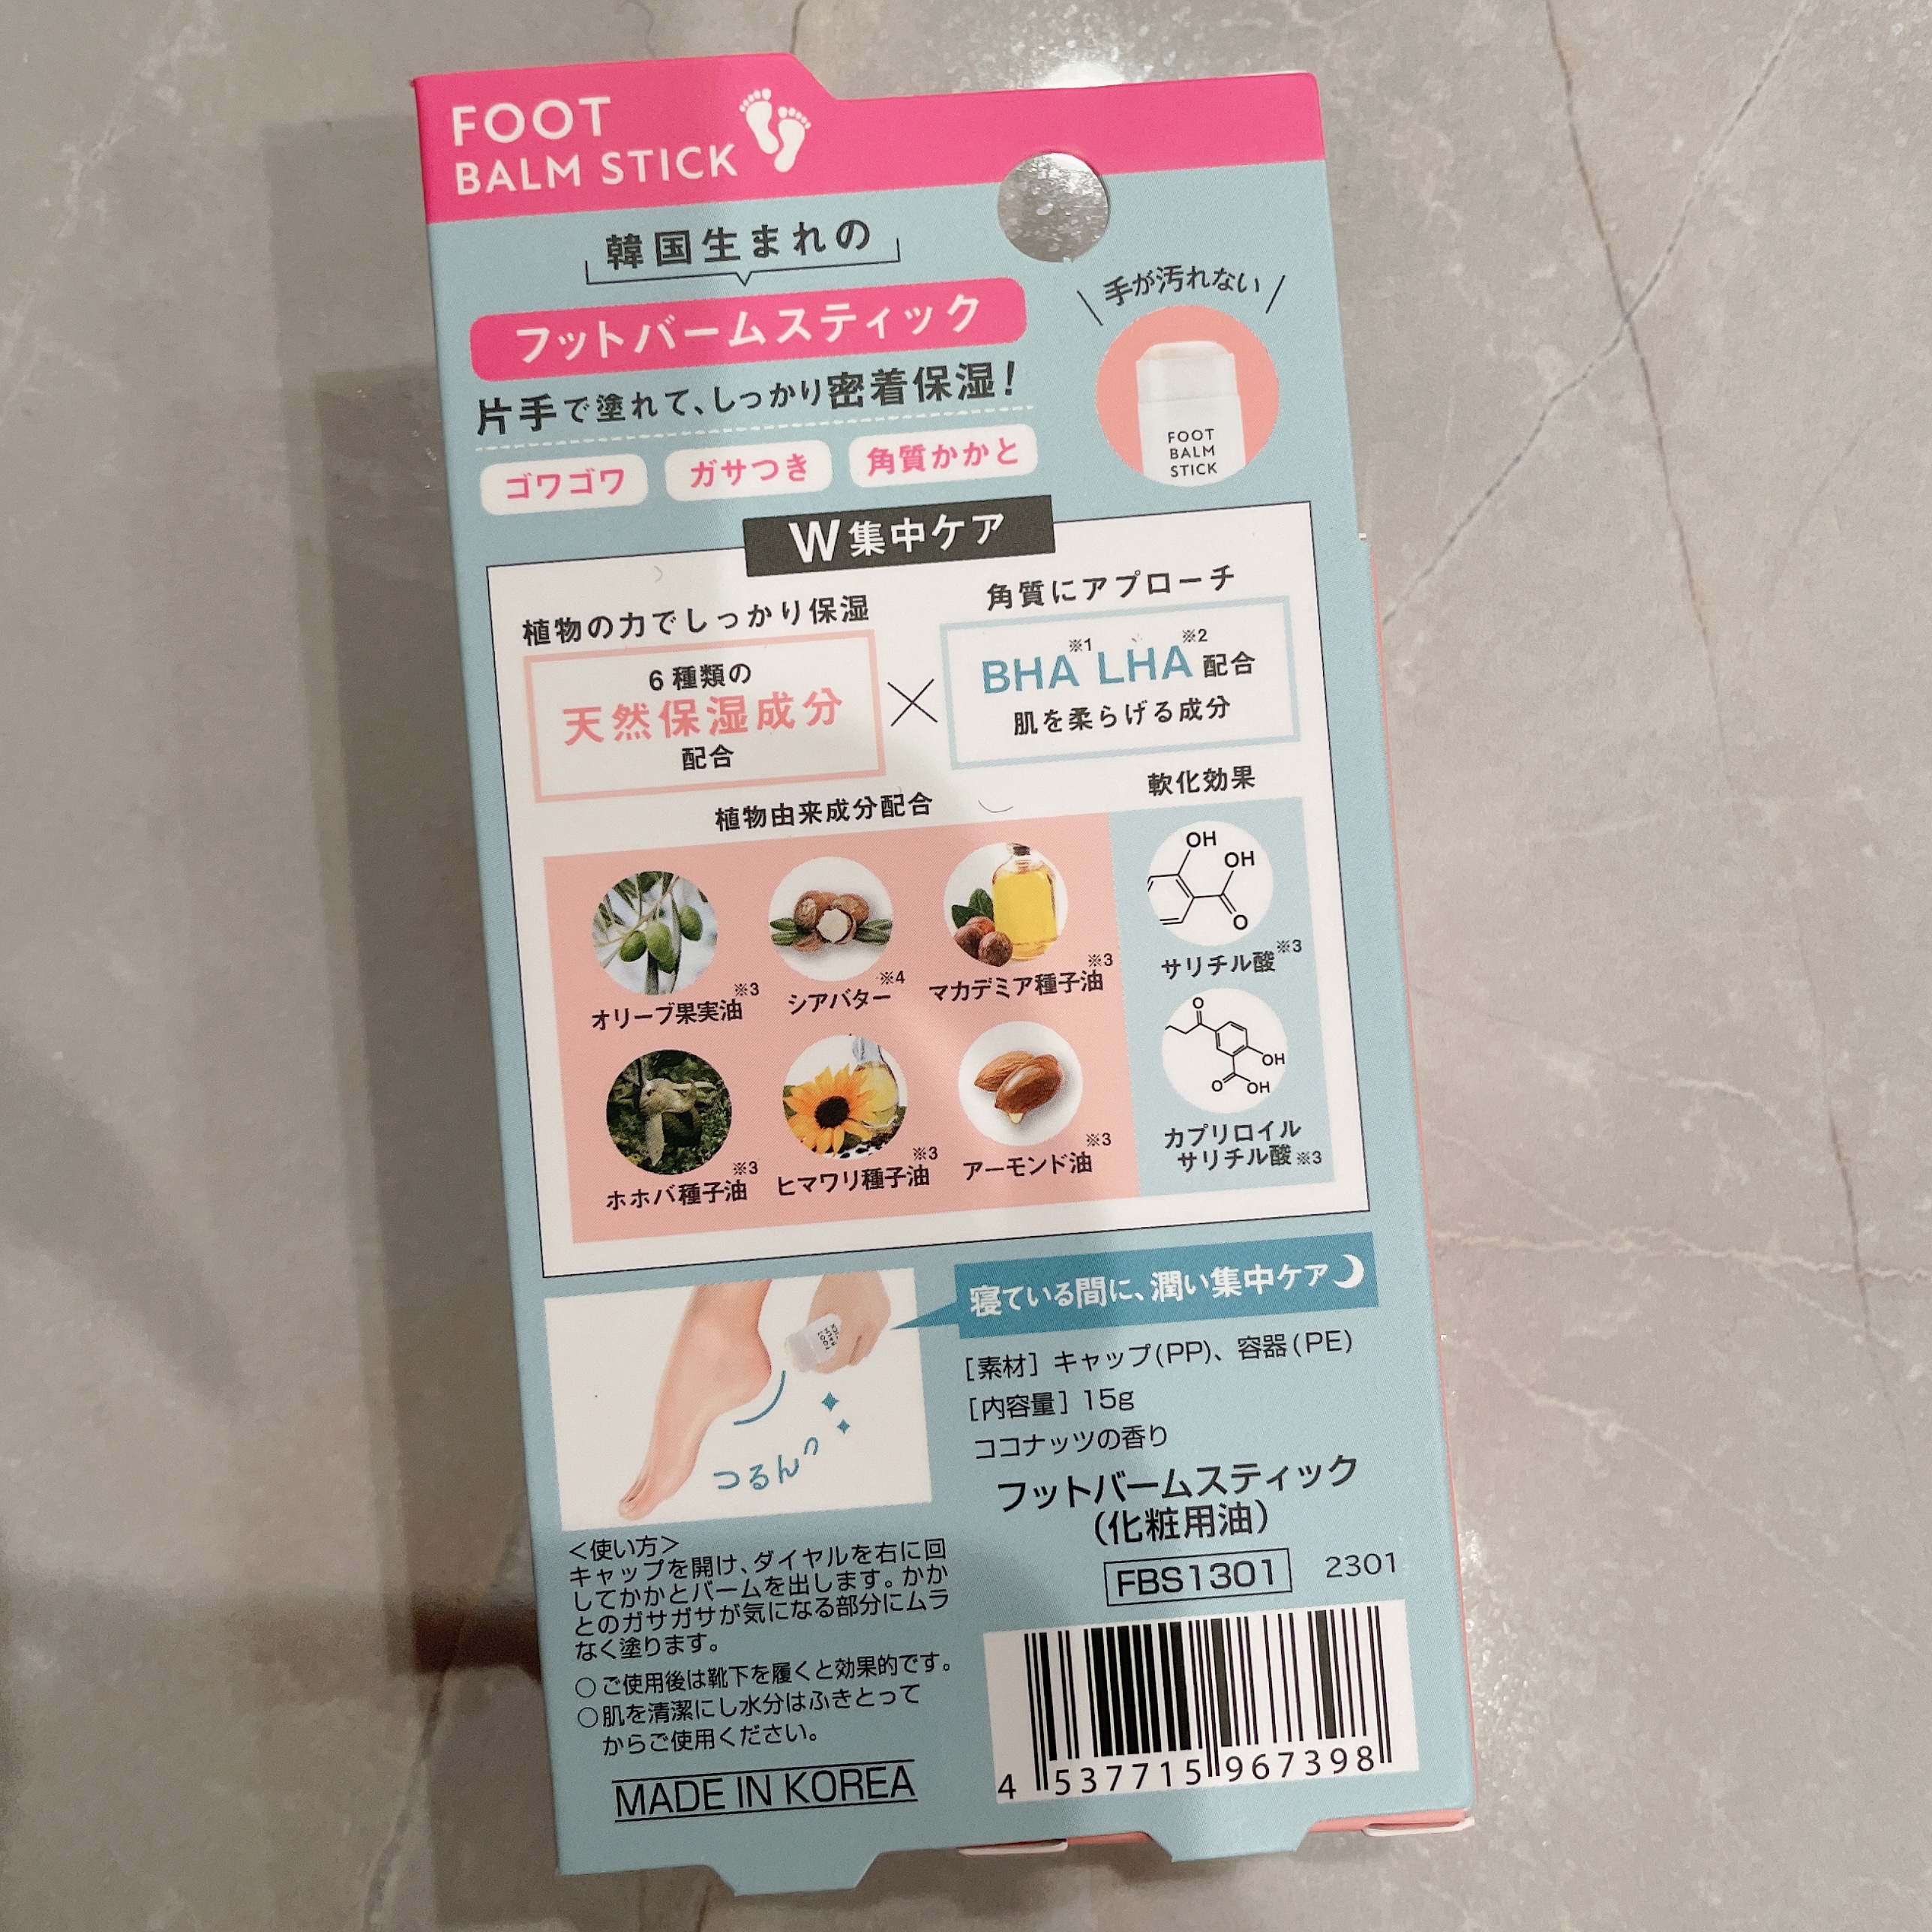 FOOT
BALM STICK
韓国生まれの
フットバームスティック
片手で塗れて、しっかり密着保湿!
ゴワゴワ ガサつき 角質かかと
手が汚れない
FOOT
BALM
STICK
W集中ケア
植物の力でしっかり保湿
6種類の
天然保湿成分
配合
×
角質にアプローチ
BHA※1 LHA※2配合
肌を柔らげる成分
植物由来成分配合
オリーブ果実油※3
シアバター※4
マカデミア種子油※3
ホホバ種子油※3
ヒマワリ種子油※3
アーモンド油※3
軟化効果
OH
OH
O
サリチル酸※3
O
OH
O
OH
カプリロイル
サリチル酸※3
寝ている間に、潤い集中ケア
つるんっ
[素材] キャップ(PP)、容器(PE)
[内容量] 15g
ココナッツの香り
フットバームスティック
(化粧用油)
FBS1301 2301
<使い方>
キャップを開け、ダイヤルを右に回
してかかとバームを出します。かか
とのガサガサが気になる部分にムラ
なく塗ります。
○ご使用後は靴下を履くと効果的です。
○肌を清潔にし水分はふきとって
からご使用ください。
MADE IN KOREA
4 537715 967398